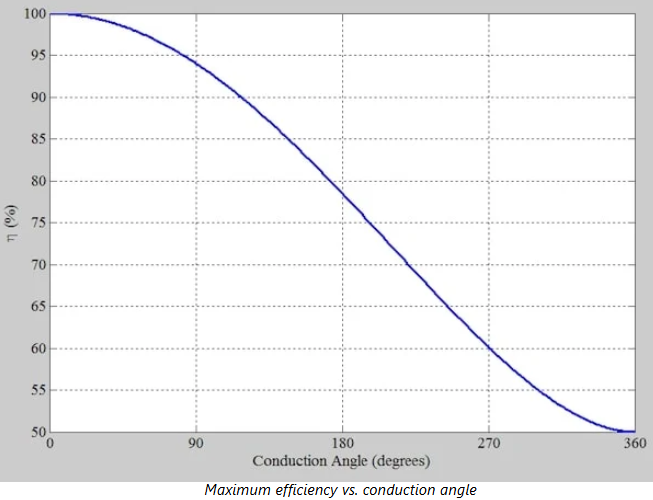 100
95
90
85
80
75
70
65
60
55
50
η (%)
0 90 180 270 360
Conduction Angle (degrees)
Maximum efficiency vs. conduction angle